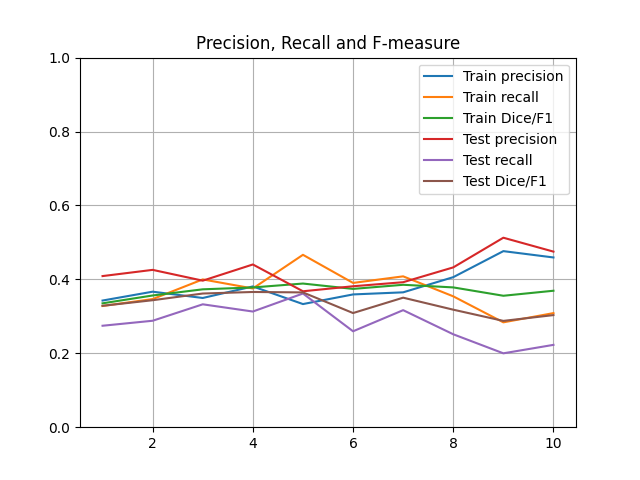 Precision, Recall and F-measure
1.0
0.8
0.6
0.4
0.2
0.0
2 4 6 8 10
Train precision
Train recall
Train Dice/F1
Test precision
Test recall
Test Dice/F1